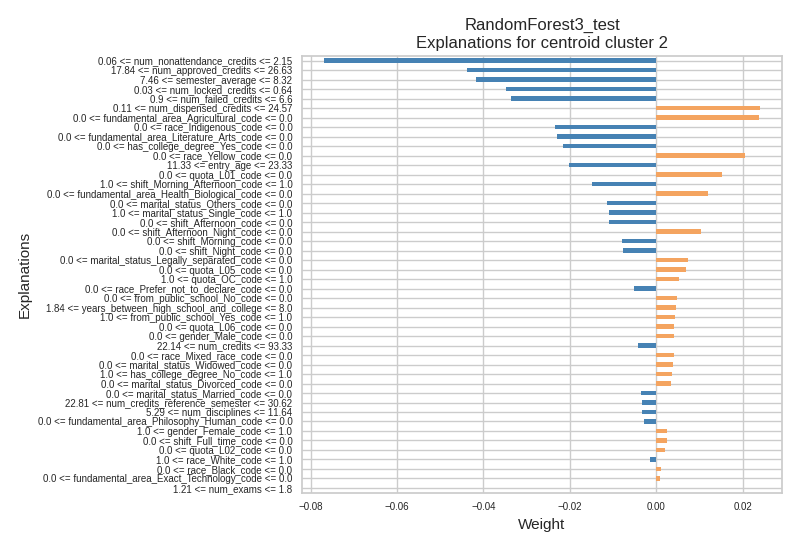 RandomForest3_test
Explanations for centroid cluster 2
0.06 <= num_nonattendance_credits <= 2.15
17.84 <= num_approved_credits <= 26.63
7.46 <= semester_average <= 8.32
0.03 <= num_locked_credits <= 0.64
0.9 <= num_failed_credits <= 6.6
0.11 <= num_dispensed_credits <= 24.57
0.0 <= fundamental_area_Agricultural_code <= 0.0
0.0 <= race_Indigenous_code <= 0.0
0.0 <= fundamental_area_Literature_Arts_code <= 0.0
0.0 <= has_college_degree_Yes_code <= 0.0
0.0 <= race_Yellow_code <= 0.0
11.33 <= entry_age <= 23.33
0.0 <= quota_L01_code <= 0.0
1.0 <= shift_Morning_Afternoon_code <= 1.0
0.0 <= fundamental_area_Health_Biological_code <= 0.0
0.0 <= marital_status_Others_code <= 0.0
1.0 <= marital_status_Single_code <= 1.0
0.0 <= shift_Afternoon_code <= 0.0
0.0 <= shift_Afternoon_Night_code <= 0.0
0.0 <= shift_Morning_code <= 0.0
0.0 <= shift_Night_code <= 0.0
0.0 <= marital_status_Legally_separated_code <= 0.0
0.0 <= quota_L05_code <= 0.0
1.0 <= quota_OC_code <= 1.0
0.0 <= race_Prefer_not_to_declare_code <= 0.0
0.0 <= from_public_school_No_code <= 0.0
1.84 <= years_between_high_school_and_college <= 8.0
1.0 <= from_public_school_Yes_code <= 1.0
0.0 <= quota_L06_code <= 0.0
0.0 <= gender_Male_code <= 0.0
22.14 <= num_credits <= 93.33
0.0 <= race_Mixed_race_code <= 0.0
0.0 <= marital_status_Widowed_code <= 0.0
1.0 <= has_college_degree_No_code <= 1.0
0.0 <= marital_status_Divorced_code <= 0.0
0.0 <= marital_status_Married_code <= 0.0
22.81 <= num_credits_reference_semester <= 30.62
5.29 <= num_disciplines <= 11.64
0.0 <= fundamental_area_Philosophy_Human_code <= 0.0
1.0 <= gender_Female_code <= 1.0
0.0 <= shift_Full_time_code <= 0.0
0.0 <= quota_L02_code <= 0.0
1.0 <= race_White_code <= 1.0
0.0 <= race_Black_code <= 0.0
0.0 <= fundamental_area_Exact_Technology_code <= 0.0
1.21 <= num_exams <= 1.8
Explanations
−0.08 −0.06 −0.04 −0.02 0.00 0.02
Weight